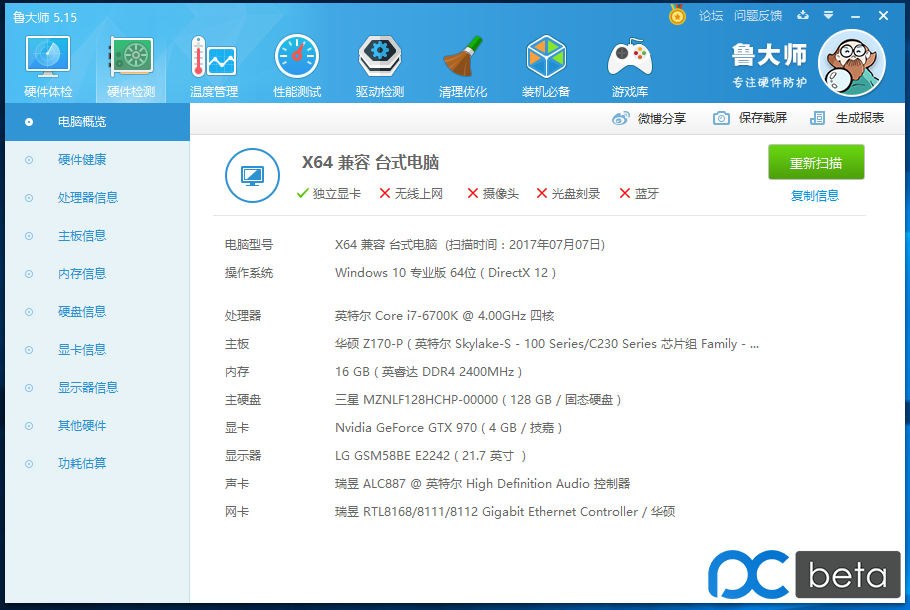 鲁大师 5.15
论坛 问题反馈
硬件体检 硬件检测 温度管理 性能测试 驱动检测 清理优化 装机必备 游戏库
鲁大师
专注硬件防护
电脑概览
硬件健康
处理器信息
主板信息
内存信息
硬盘信息
显卡信息
显示器信息
其他硬件
功耗估算
微博分享 保存截屏 生成报表
X64 兼容 台式电脑
独立显卡 无线上网 摄像头 光盘刻录 蓝牙
重新扫描
复制信息
电脑型号 X64 兼容 台式电脑 (扫描时间：2017年07月07日)
操作系统 Windows 10 专业版 64位 ( DirectX 12 )
处理器 英特尔 Core i7-6700K @ 4.00GHz 四核
主板 华硕 Z170-P ( 英特尔 Skylake-S - 100 Series/C230 Series 芯片组 Family - ...
内存 16 GB ( 英睿达 DDR4 2400MHz )
主硬盘 三星 MZNLF128HCHP-00000 ( 128 GB / 固态硬盘 )
显卡 Nvidia GeForce GTX 970 ( 4 GB / 技嘉 )
显示器 LG GSM58BE E2242 ( 21.7 英寸 )
声卡 瑞昱 ALC887 @ 英特尔 High Definition Audio 控制器
网卡 瑞昱 RTL8168/8111/8112 Gigabit Ethernet Controller / 华硕
pc beta